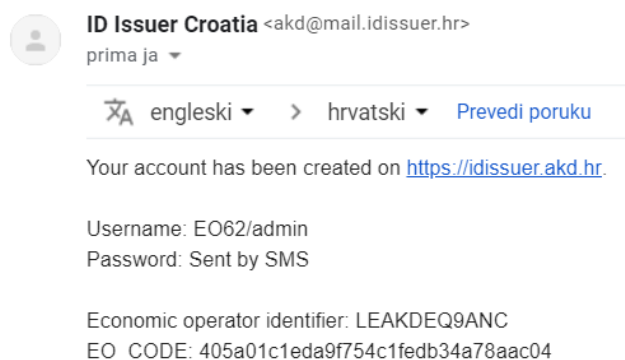 ID Issuer Croatia <akd@mail.idissuer.hr>
prima ja
engleski > hrvatski Prevedi poruku
Your account has been created on https://idissuer.akd.hr.
Username: EO62/admin
Password: Sent by SMS
Economic operator identifier: LEAKDEQ9ANC
EO_CODE: 405a01c1eda9f754c1fedb34a78aac04